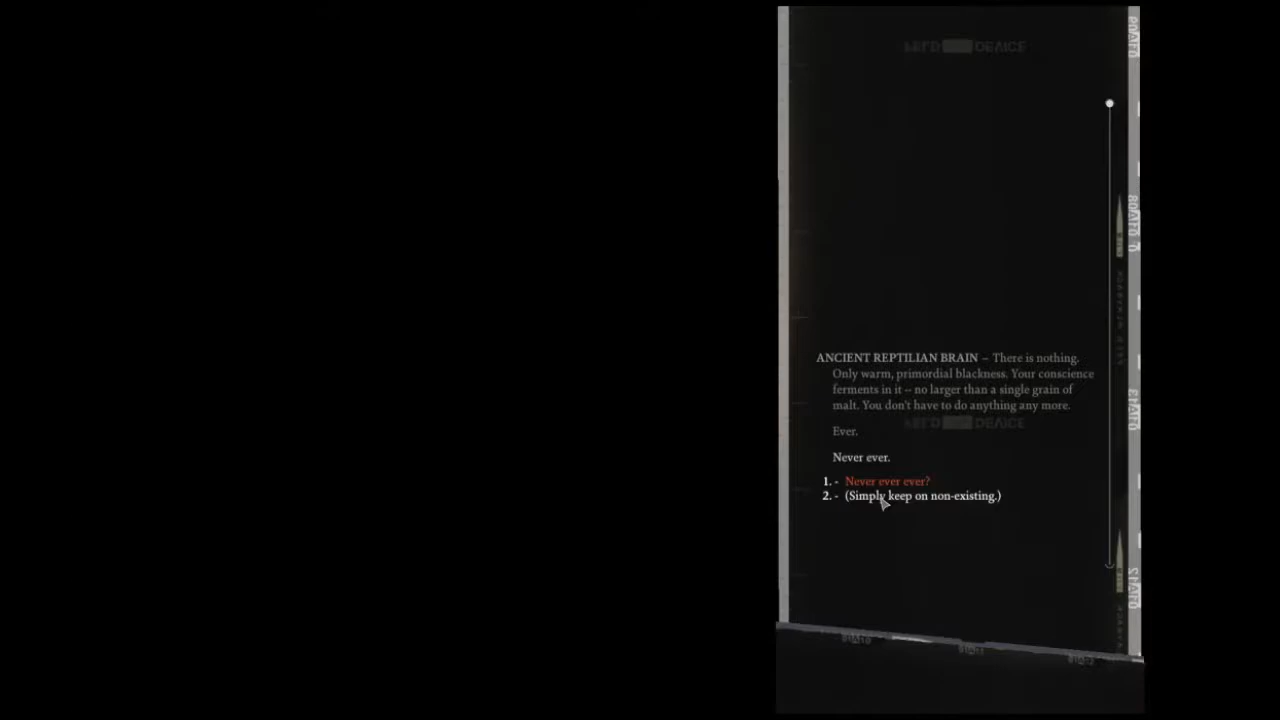 ANCIENT REPTILIAN BRAIN – There is nothing.
Only warm, primordial blackness. Your conscience
ferments in it – no larger than a single grain of
malt. You don't have to do anything any more.
Ever.
Never ever.
1. - Never ever ever?
2. - (Simply keep on non-existing.)